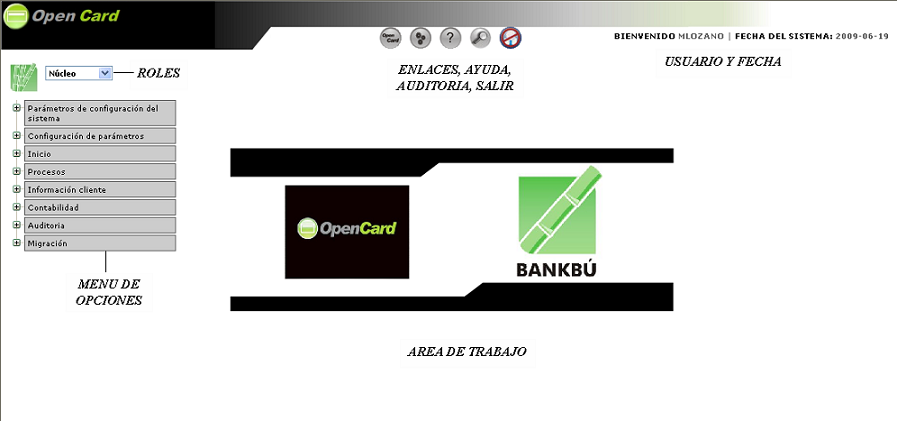 Open Card
Open Card
?
BIENVENIDO MLOZANO | FECHA DEL SISTEMA: 2009-06-19
Núcleo
ROLES
ENLACES, AYUDA,
AUDITORIA, SALIR
USUARIO Y FECHA
Parámetros de configuración del
sistema
Configuración de parámetros
Inicio
Procesos
Información cliente
Contabilidad
Auditoria
Migración
MENU DE
OPCIONES
OpenCard
BANKBÚ
AREA DE TRABAJO